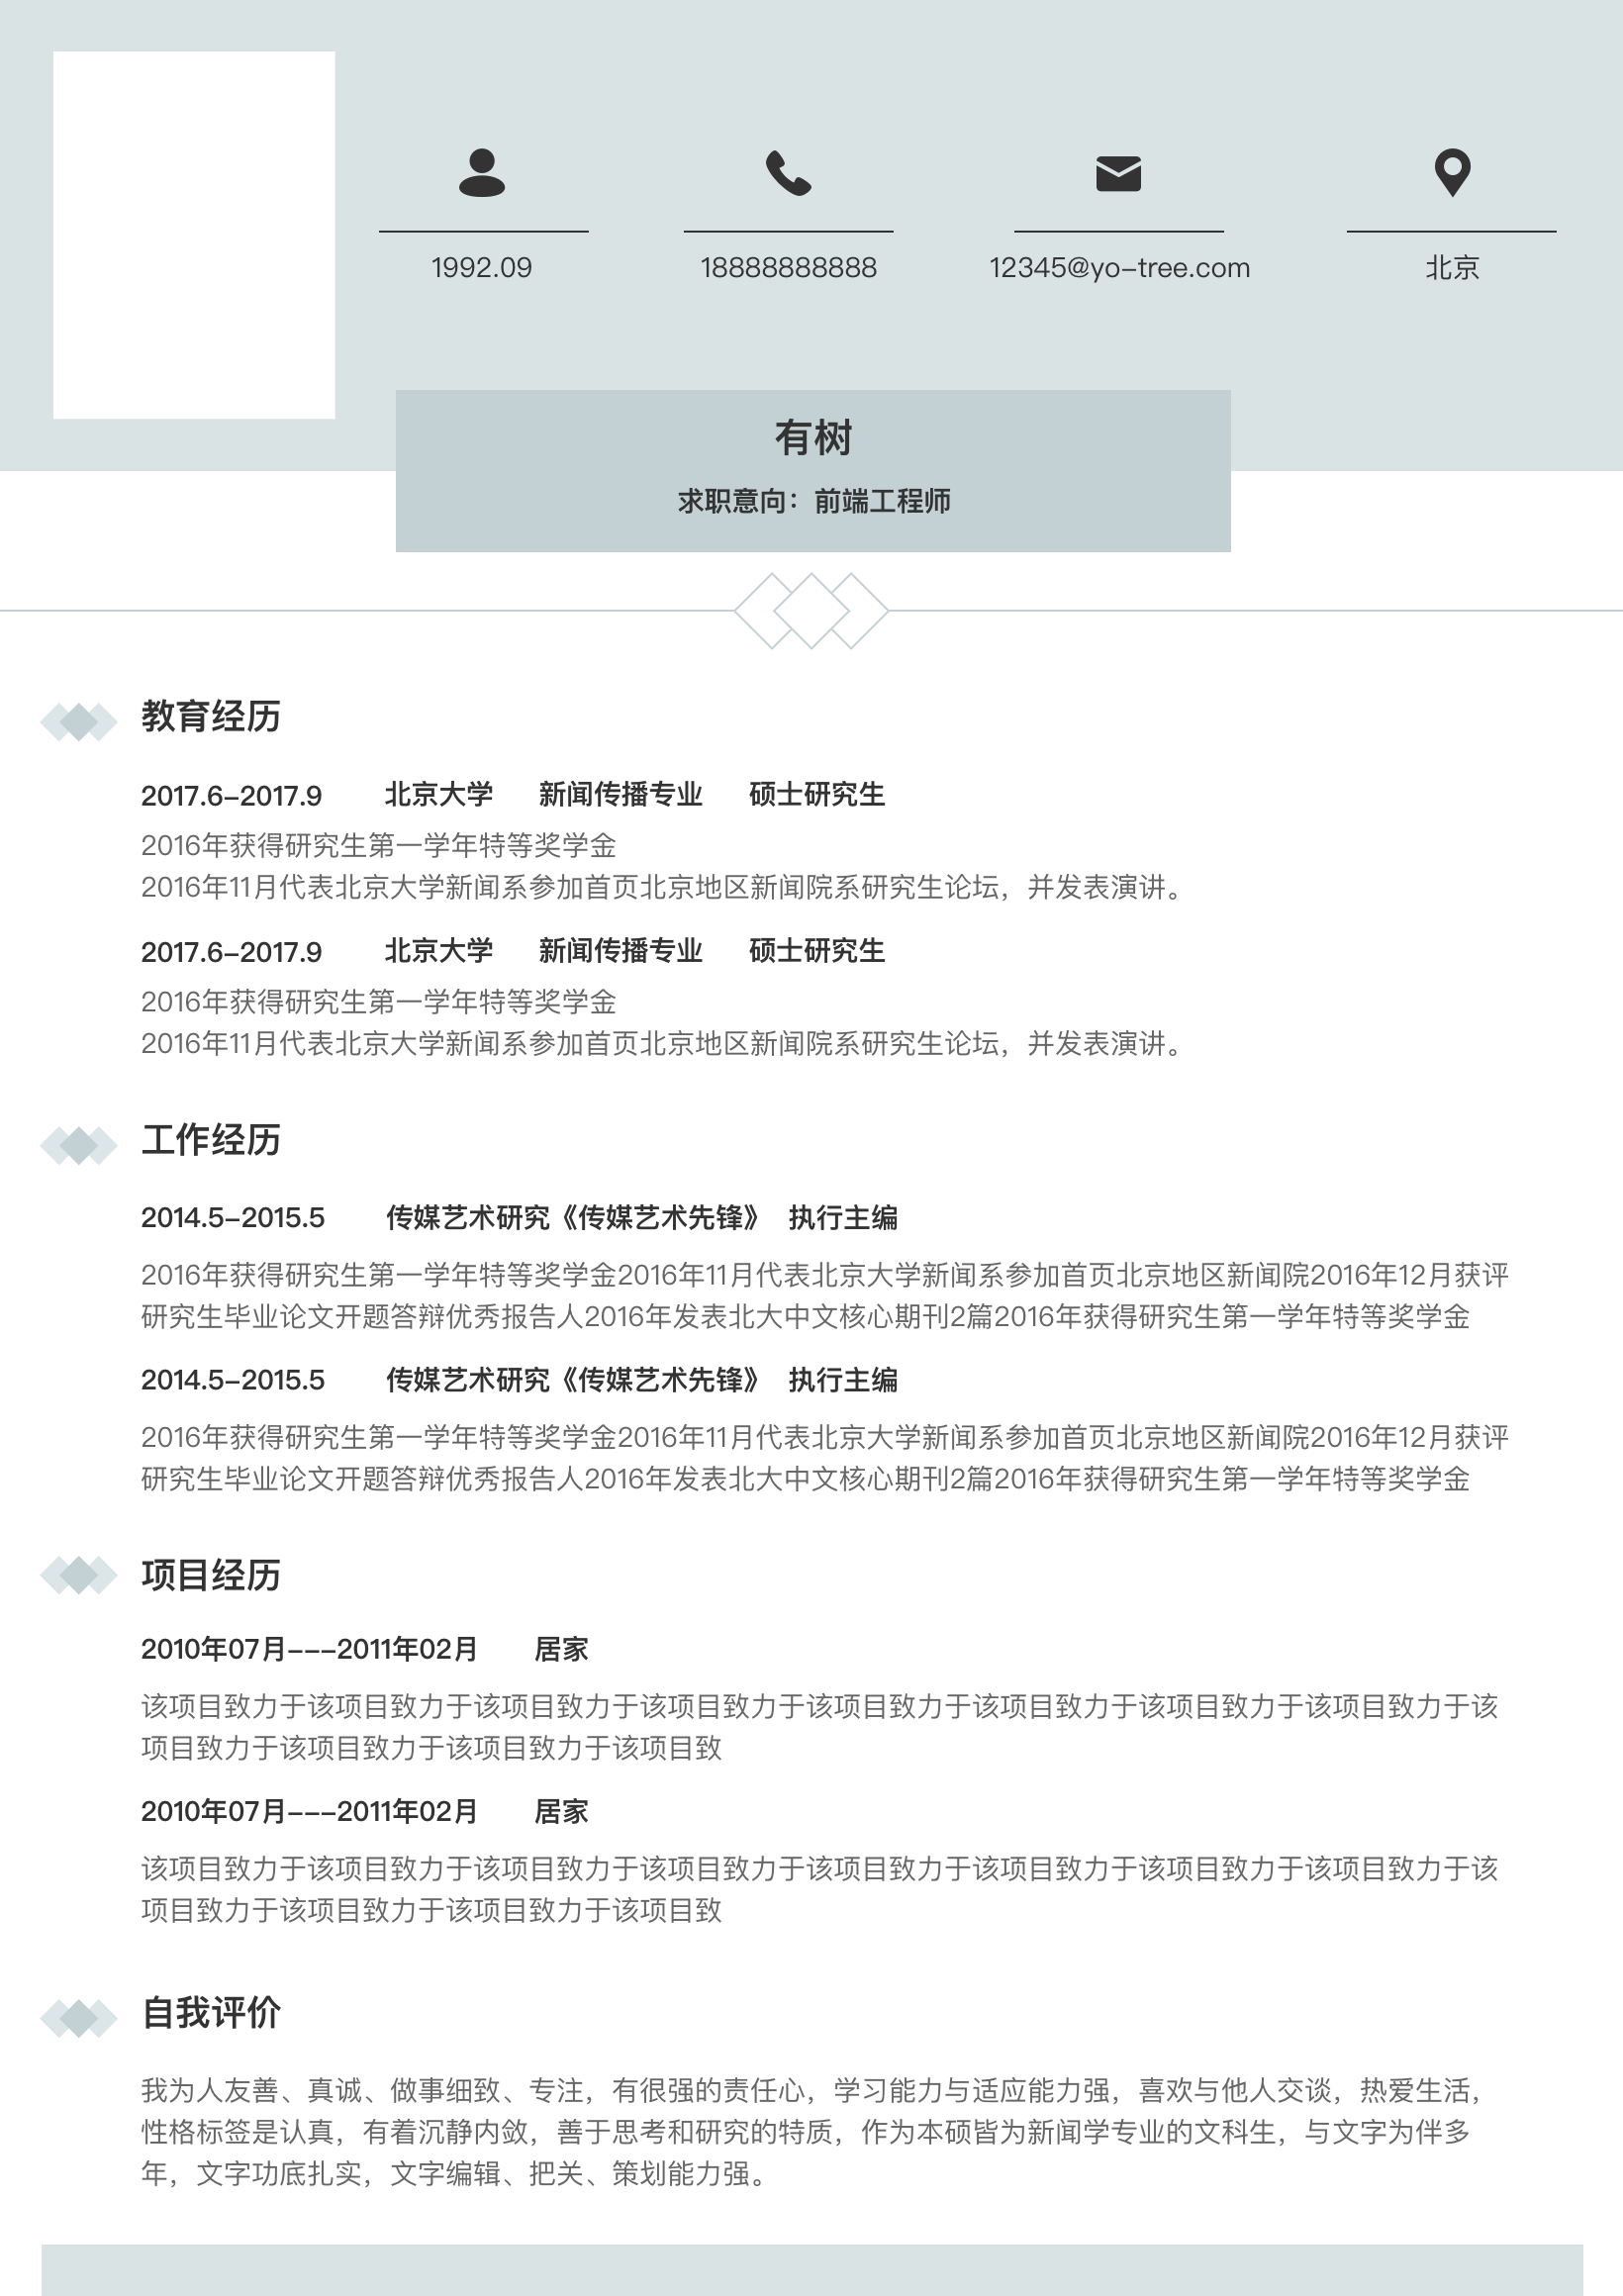 1992.09
18888888888
12345@yo-tree.com
北京
有树
求职意向：前端工程师
教育经历
2017.6-2017.9 北京大学 新闻传播专业 硕士研究生
2016年获得研究生第一学年特等奖学金
2016年11月代表北京大学新闻系参加首页北京地区新闻院系研究生论坛，并发表演讲。
2017.6-2017.9 北京大学 新闻传播专业 硕士研究生
2016年获得研究生第一学年特等奖学金
2016年11月代表北京大学新闻系参加首页北京地区新闻院系研究生论坛，并发表演讲。
工作经历
2014.5-2015.5 传媒艺术研究《传媒艺术先锋》 执行主编
2016年获得研究生第一学年特等奖学金2016年11月代表北京大学新闻系参加首页北京地区新闻院2016年12月获评
研究生毕业论文开题答辩优秀报告人2016年发表北大中文核心期刊2篇2016年获得研究生第一学年特等奖学金
2014.5-2015.5 传媒艺术研究《传媒艺术先锋》 执行主编
2016年获得研究生第一学年特等奖学金2016年11月代表北京大学新闻系参加首页北京地区新闻院2016年12月获评
研究生毕业论文开题答辩优秀报告人2016年发表北大中文核心期刊2篇2016年获得研究生第一学年特等奖学金
项目经历
2010年07月---2011年02月 居家
该项目致力于该项目致力于该项目致力于该项目致力于该项目致力于该项目致力于该项目致力于该项目致力于该
项目致力于该项目致力于该项目致力于该项目致
2010年07月---2011年02月 居家
该项目致力于该项目致力于该项目致力于该项目致力于该项目致力于该项目致力于该项目致力于该项目致力于该
项目致力于该项目致力于该项目致力于该项目致
自我评价
我为人友善、真诚、做事细致、专注，有很强的责任心，学习能力与适应能力强，喜欢与他人交谈，热爱生活，
性格标签是认真，有着沉静内敛，善于思考和研究的特质，作为本硕皆为新闻学专业的文科生，与文字为伴多
年，文字功底扎实，文字编辑、把关、策划能力强。